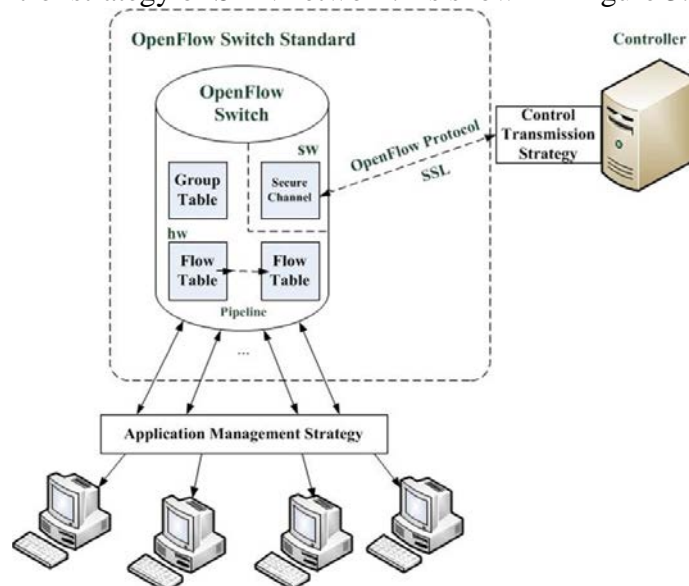 OpenFlow Switch Standard
Controller
OpenFlow
Switch
sw
OpenFlow Protocol
SSL
Control
Transmission
Strategy
Group
Table
Secure
Channel
hw
Flow
Table
Flow
Table
Pipeline
...
Application Management Strategy